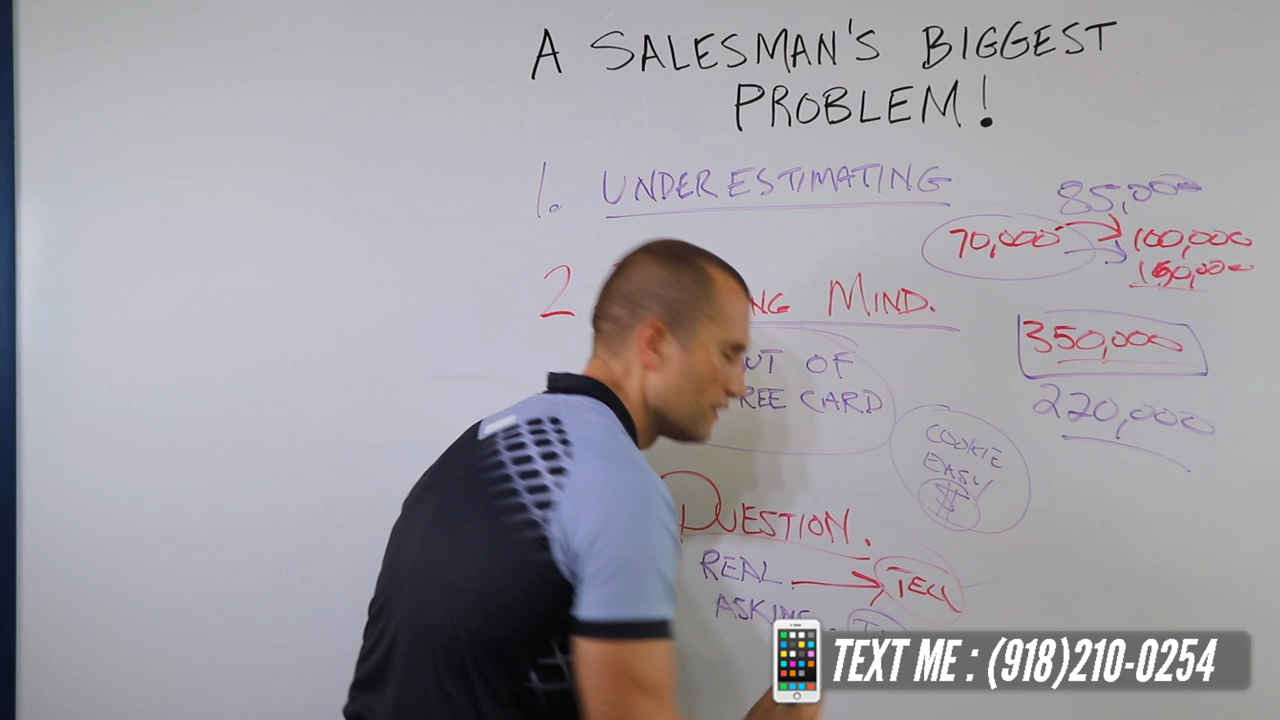 A SALESMAN'S BIGGEST
PROBLEM!
1. UNDERESTIMATING
85,000
70,000 100,000
150,000
2 MIND.
350,000
OF
CARD
220,000
COOKIE
EASY
$
QUESTION.
REAL TELL
ASKING
TEXT ME : (918)210-0254